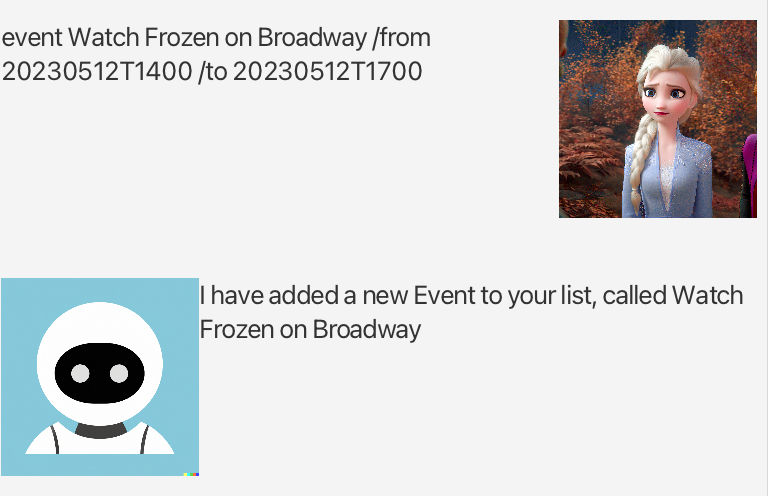 event Watch Frozen on Broadway /from
20230512T1400 /to 20230512T1700
I have added a new Event to your list, called Watch
Frozen on Broadway